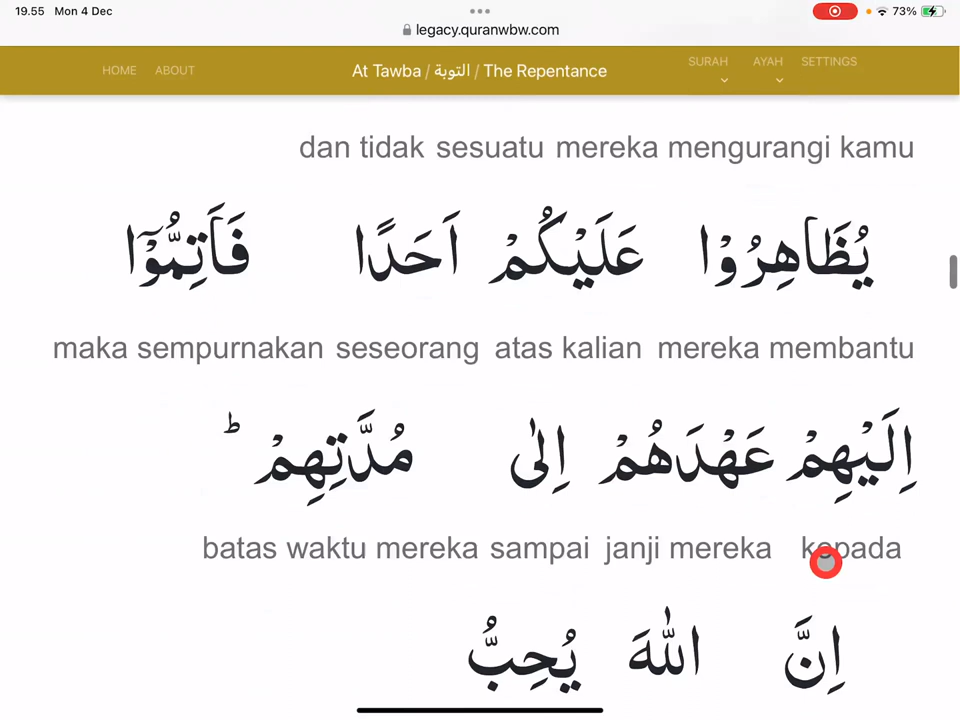 19.55 Mon 4 Dec
73%
legacy.quranwbw.com
HOME ABOUT At Tawba / التوبة / The Repentance SURAH AYAH SETTINGS
dan tidak sesuatu mereka mengurangi kamu
يُظَاهِرُوْا عَلَيْكُمْ اَحَدًا فَاَتِمُّوْۤا
maka sempurnakan seseorang atas kalian mereka membantu
اِلَيْهِمْ عَهْدَهُمْ اِلٰى مُدَّتِهِمْ ؕ
batas waktu mereka sampai janji mereka kepada
اِنَّ اللّٰهَ يُحِبُّ